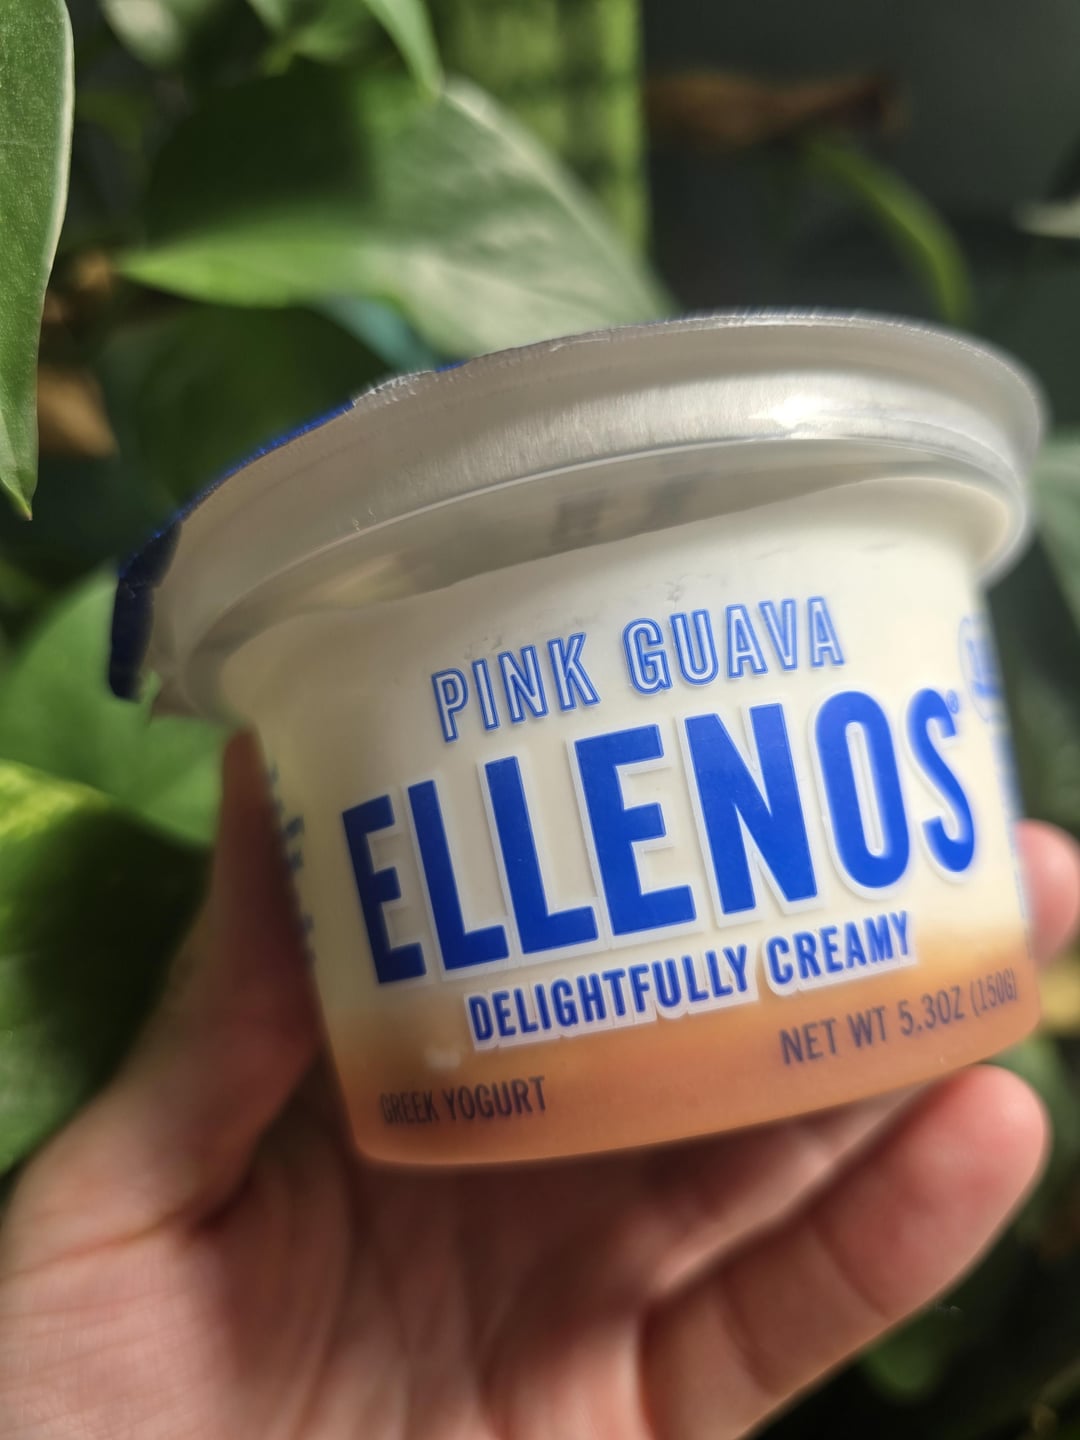 PINK GUAVA
ELLENOS®
DELIGHTFULLY CREAMY
NET WT 5.3OZ (150G)
GREEK YOGURT